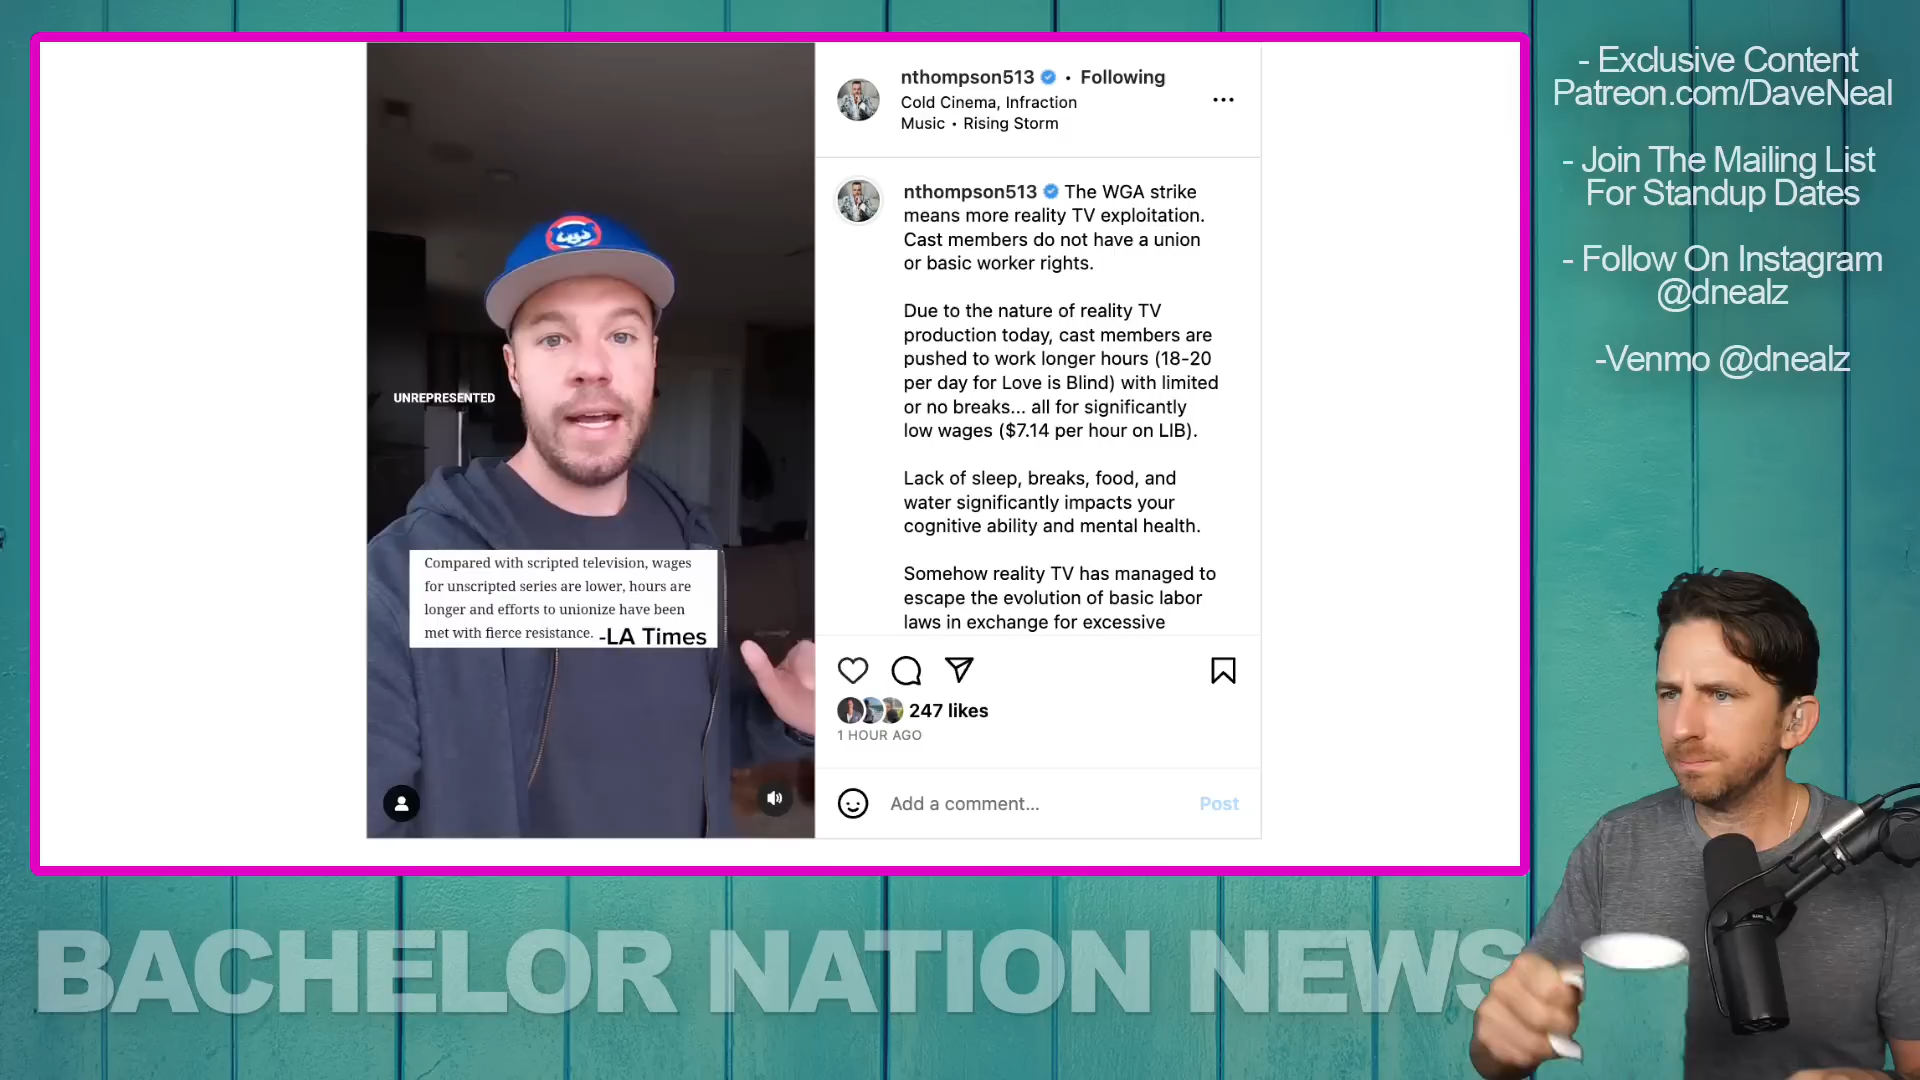 nthompson513 • Following
Cold Cinema, Infraction
Music • Rising Storm
nthompson513 The WGA strike
means more reality TV exploitation.
Cast members do not have a union
or basic worker rights.
Due to the nature of reality TV
production today, cast members are
pushed to work longer hours (18-20
per day for Love is Blind) with limited
or no breaks... all for significantly
low wages ($7.14 per hour on LIB).
Lack of sleep, breaks, food, and
water significantly impacts your
cognitive ability and mental health.
Somehow reality TV has managed to
escape the evolution of basic labor
laws in exchange for excessive
247 likes
1 HOUR AGO
Add a comment...
Post
UNREPRESENTED
Compared with scripted television, wages
for unscripted series are lower, hours are
longer and efforts to unionize have been
met with fierce resistance. -LA Times
- Exclusive Content
Patreon.com/DaveNeal
- Join The Mailing List
For Standup Dates
- Follow On Instagram
@dnealz
-Venmo @dnealz
BACHELOR NATION NEWS